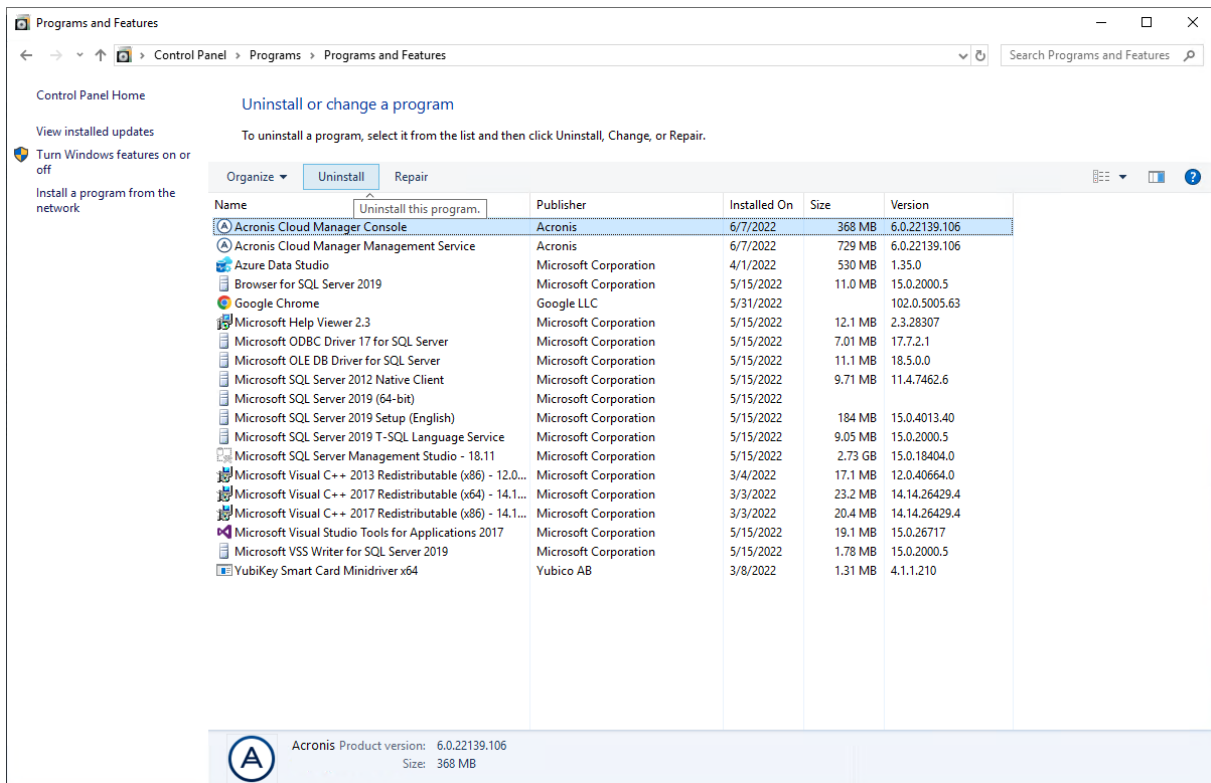 Programs and Features
Control Panel > Programs > Programs and Features
Search Programs and Features
Control Panel Home
View installed updates
Turn Windows features on or
off
Install a program from the
network
Uninstall or change a program
To uninstall a program, select it from the list and then click Uninstall, Change, or Repair.
Organize Uninstall Repair
Name Publisher Installed On Size Version
Uninstall this program.
Acronis Cloud Manager Console Acronis 6/7/2022 368 MB 6.0.22139.106
Acronis Cloud Manager Management Service Acronis 6/7/2022 729 MB 6.0.22139.106
Azure Data Studio Microsoft Corporation 4/1/2022 530 MB 1.35.0
Browser for SQL Server 2019 Microsoft Corporation 5/15/2022 11.0 MB 15.0.2000.5
Google Chrome Google LLC 5/31/2022 102.0.5005.63
Microsoft Help Viewer 2.3 Microsoft Corporation 5/15/2022 12.1 MB 2.3.28307
Microsoft ODBC Driver 17 for SQL Server Microsoft Corporation 5/15/2022 7.01 MB 17.7.2.1
Microsoft OLE DB Driver for SQL Server Microsoft Corporation 5/15/2022 11.1 MB 18.5.0.0
Microsoft SQL Server 2012 Native Client Microsoft Corporation 5/15/2022 9.71 MB 11.4.7462.6
Microsoft SQL Server 2019 (64-bit) Microsoft Corporation 5/15/2022
Microsoft SQL Server 2019 Setup (English) Microsoft Corporation 5/15/2022 184 MB 15.0.4013.40
Microsoft SQL Server 2019 T-SQL Language Service Microsoft Corporation 5/15/2022 9.05 MB 15.0.2000.5
Microsoft SQL Server Management Studio - 18.11 Microsoft Corporation 5/15/2022 2.73 GB 15.0.18404.0
Microsoft Visual C++ 2013 Redistributable (x86) - 12.0... Microsoft Corporation 3/4/2022 17.1 MB 12.0.40664.0
Microsoft Visual C++ 2017 Redistributable (x64) - 14.1... Microsoft Corporation 3/3/2022 23.2 MB 14.14.26429.4
Microsoft Visual C++ 2017 Redistributable (x86) - 14.1... Microsoft Corporation 3/3/2022 20.4 MB 14.14.26429.4
Microsoft Visual Studio Tools for Applications 2017 Microsoft Corporation 5/15/2022 19.1 MB 15.0.26717
Microsoft VSS Writer for SQL Server 2019 Microsoft Corporation 5/15/2022 1.78 MB 15.0.2000.5
YubiKey Smart Card Minidriver x64 Yubico AB 3/8/2022 1.31 MB 4.1.1.210
Acronis Product version: 6.0.22139.106
Size: 368 MB